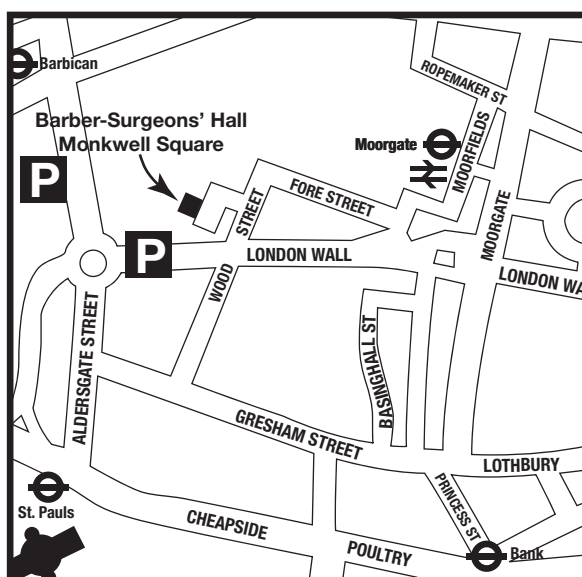 Barbican
ROPEMAKER ST
Barber-Surgeons' Hall
Monkwell Square
Moorgate
MOORFIELDS
P
FORE STREET
MOORGATE
WOOD STREET
P
LONDON WALL
LONDON WA
ALDERSGATE STREET
BASINGHALL ST
GRESHAM STREET
LOTHBURY
PRINCESS ST
St. Pauls
CHEAPSIDE
POULTRY
Bank